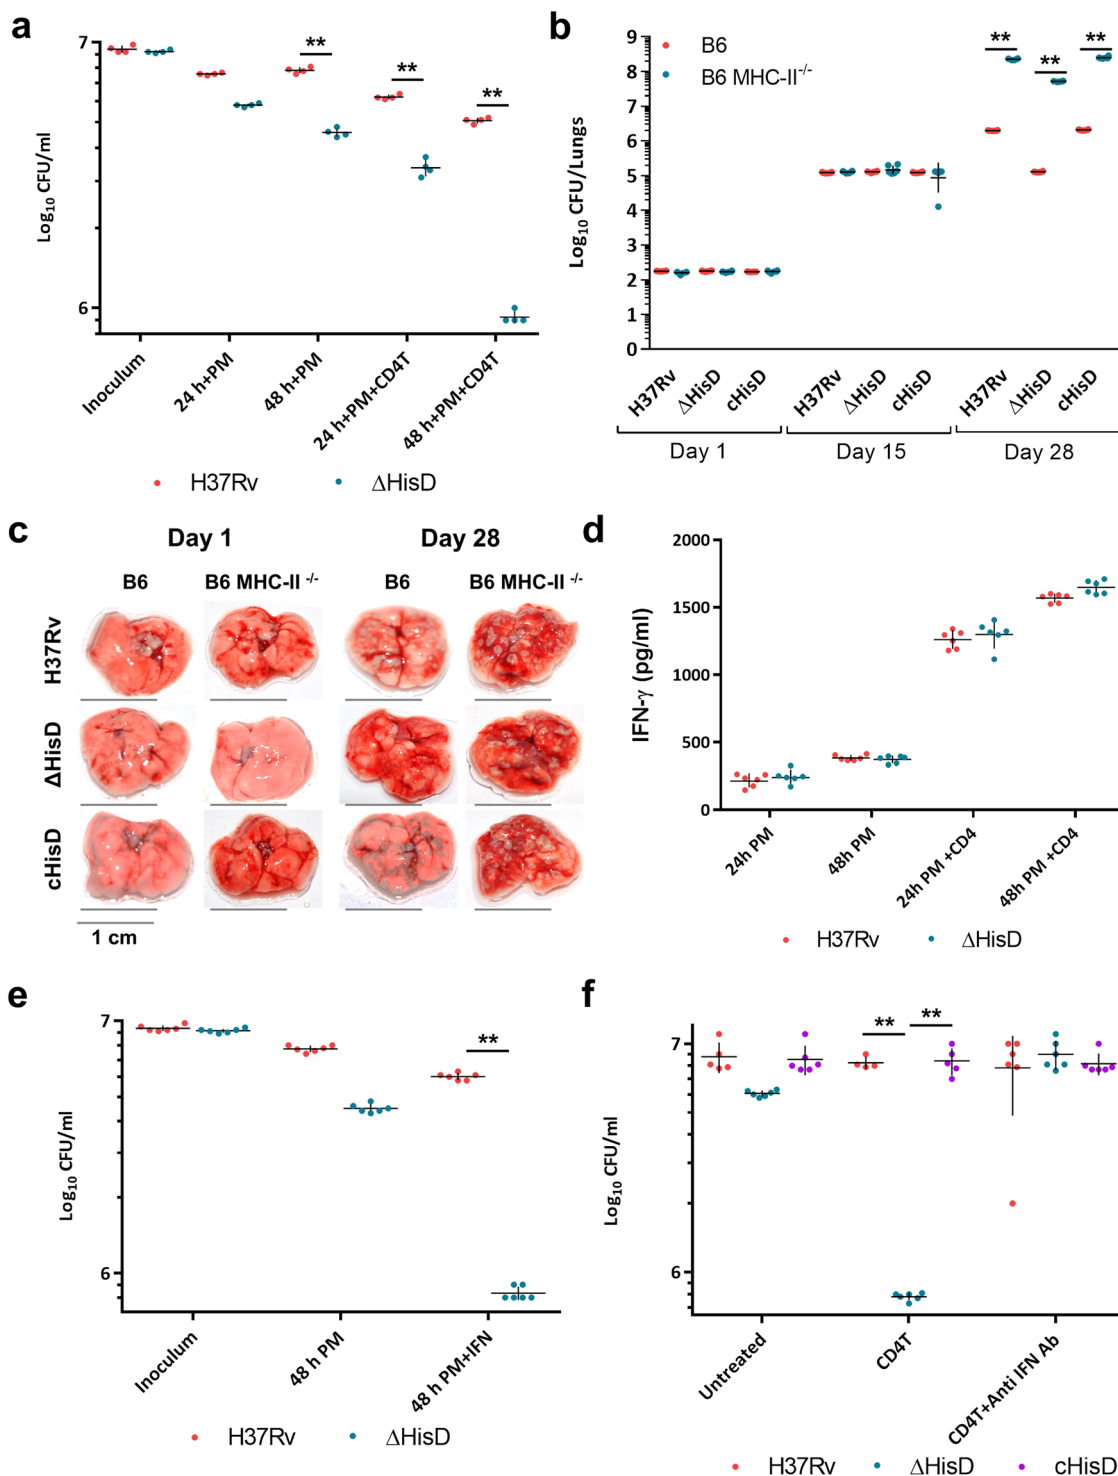 a
7
6
Log10 CFU/ml
**
**
**
Inoculum
24 h+PM
48 h+PM
24 h+PM+CD4T
48 h+PM+CD4T
H37Rv
ΔHisD
b
9
8
7
6
5
4
3
2
1
0
Log10 CFU/Lungs
B6
B6 MHC-II-/-
**
**
**
H37Rv
ΔHisD
cHisD
H37Rv
ΔHisD
cHisD
H37Rv
ΔHisD
cHisD
Day 1
Day 15
Day 28
c
Day 1
Day 28
B6
B6 MHC-II -/-
B6
B6 MHC-II -/-
H37Rv
ΔHisD
cHisD
1 cm
d
2000
1500
1000
500
0
IFN-γ (pg/ml)
24h PM
48h PM
24h PM +CD4
48h PM +CD4
H37Rv
ΔHisD
e
7
6
Log10 CFU/ml
**
Inoculum
48 h PM
48 h PM+IFN
H37Rv
ΔHisD
f
7
6
Log10 CFU/ml
**
**
Untreated
CD4T
CD4T+Anti IFN Ab
H37Rv
ΔHisD
cHisD